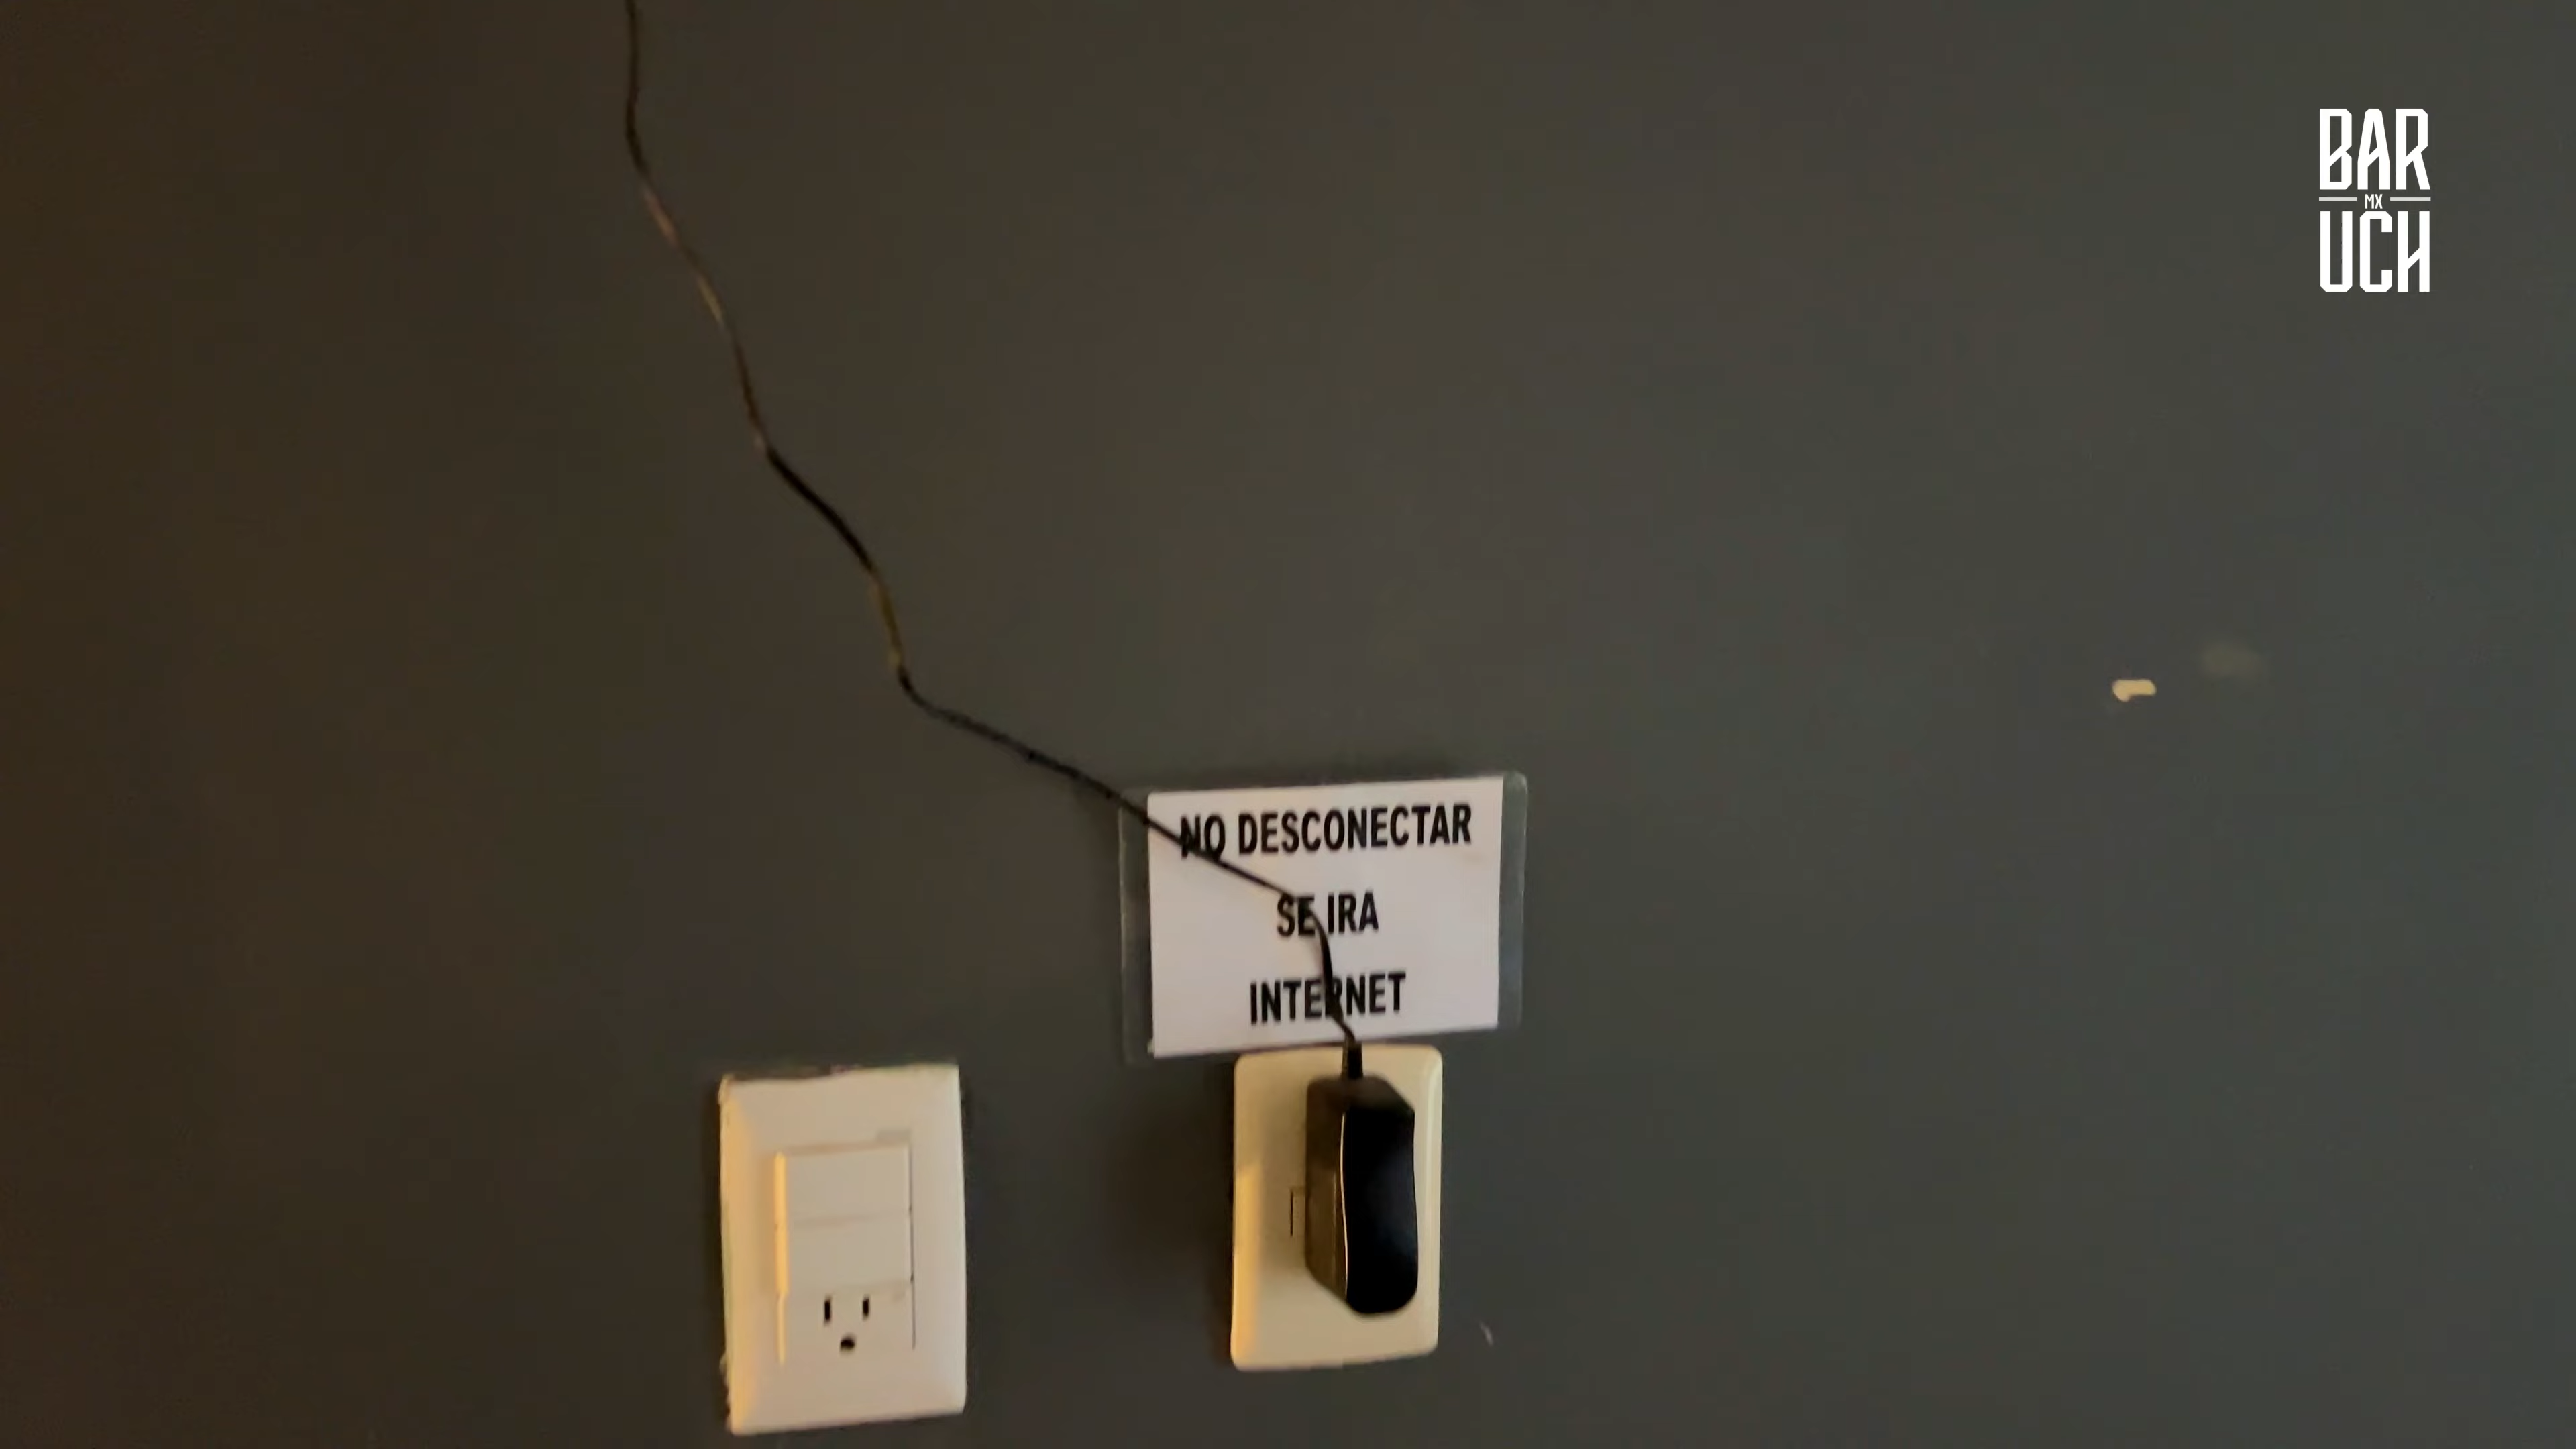 BAR
MX
UCH
NO DESCONECTAR
SE IRA
INTERNET